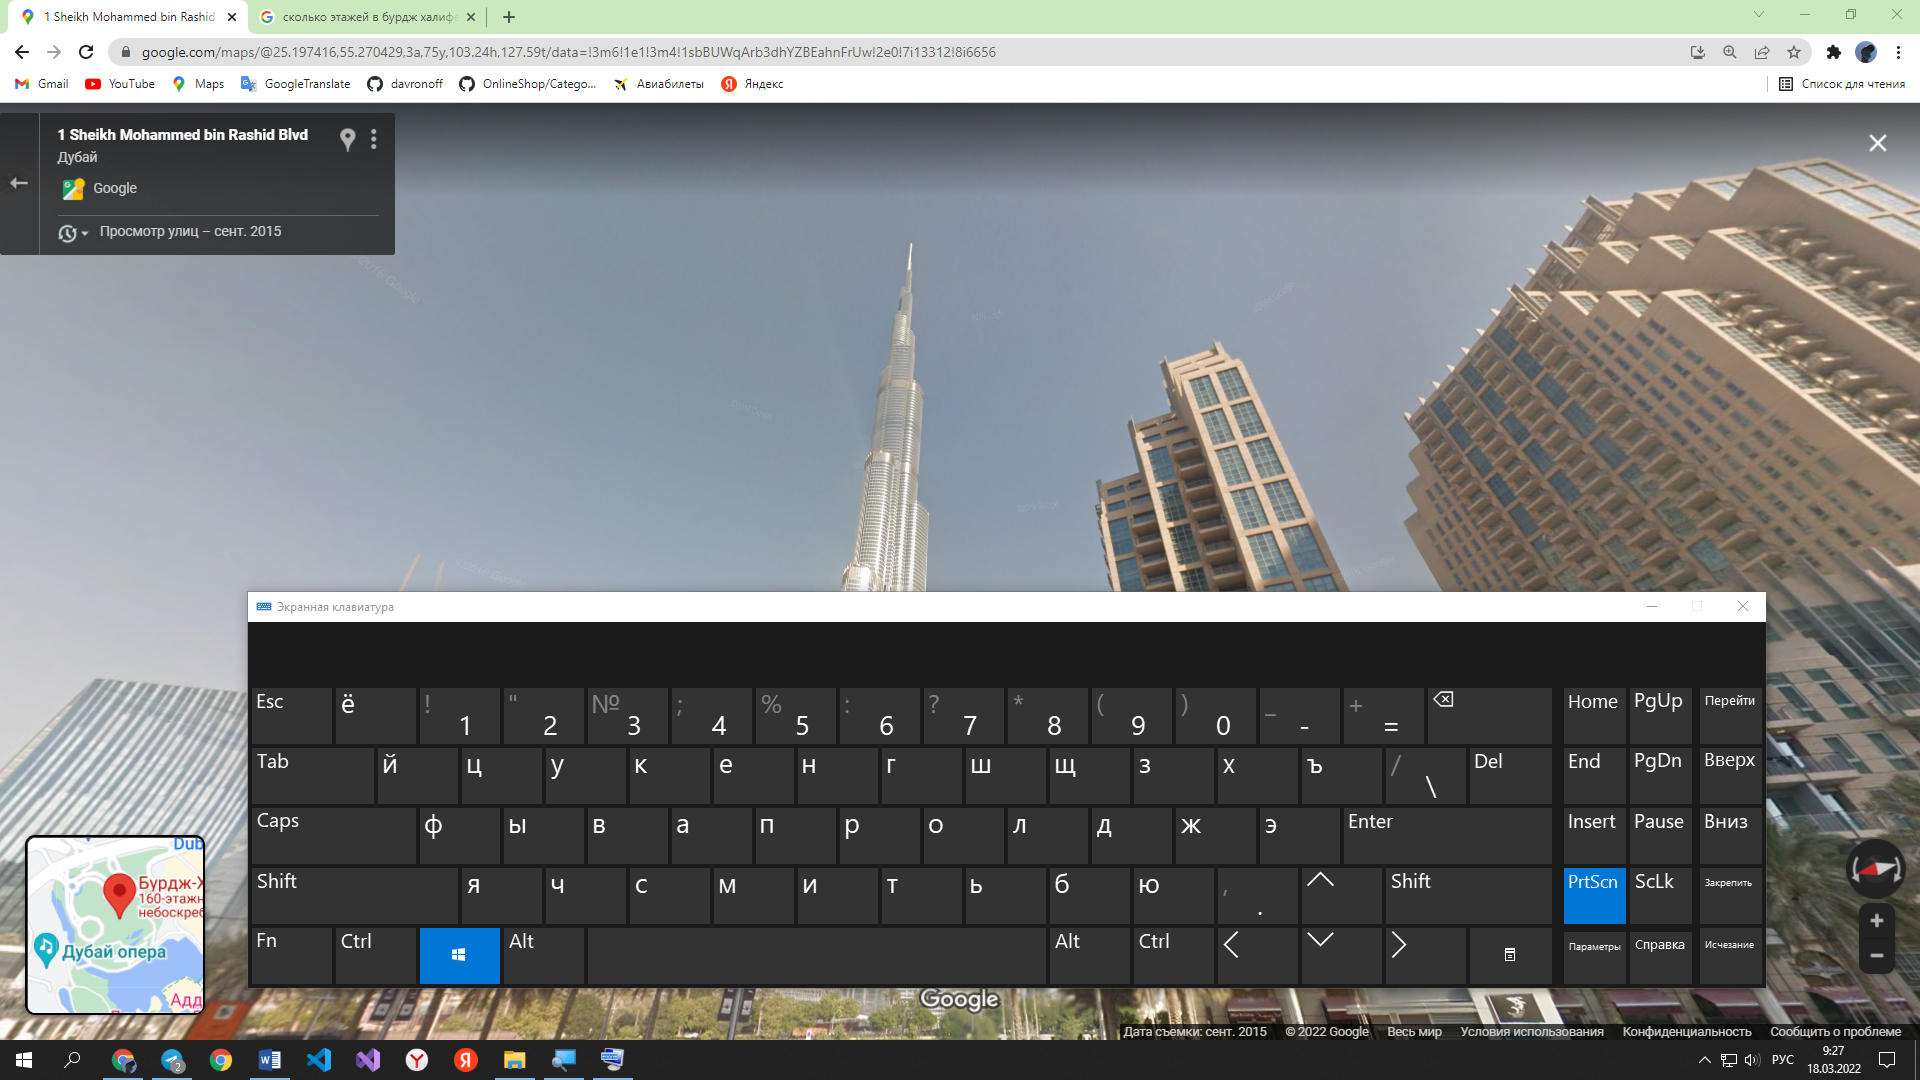 1 Sheikh Mohammed bin Rashid
сколько этажей в бурдж халиф
google.com/maps/@25.197416,55.270429,3a,75y,103.24h,127.59t/data=!3m6!1e1!3m4!1sbBUWqArb3dhYZBEahnFrUw!2e0!7i13312!8i6656
Gmail YouTube Maps GoogleTranslate davronoff OnlineShop/Catego... Авиабилеты Яндекс Список для чтения
1 Sheikh Mohammed bin Rashid Blvd
Дубай
Google
Просмотр улиц – сент. 2015
Экранная клавиатура
Esc ё ! 1 " 2 № 3 ; 4 % 5 : 6 ? 7 * 8 ( 9 ) 0 _ - + = Home PgUp Перейти
Tab й ц у к е н г ш щ з х ъ / \ Del End PgDn Вверх
Caps ф ы в а п р о л д ж э Enter Insert Pause Вниз
Shift я ч с м и т ь б ю , . Shift PrtScn ScLk Закрепить
Fn Ctrl Alt Alt Ctrl Параметры Справка Исчезание
Dub
Бурдж-Х
160-этажн
небоскреб
Дубай опера
Адд
Google
Дата съемки: сент. 2015 © 2022 Google Весь мир Условия использования Конфиденциальность Сообщить о проблеме
2
РУС
9:27
18.03.2022